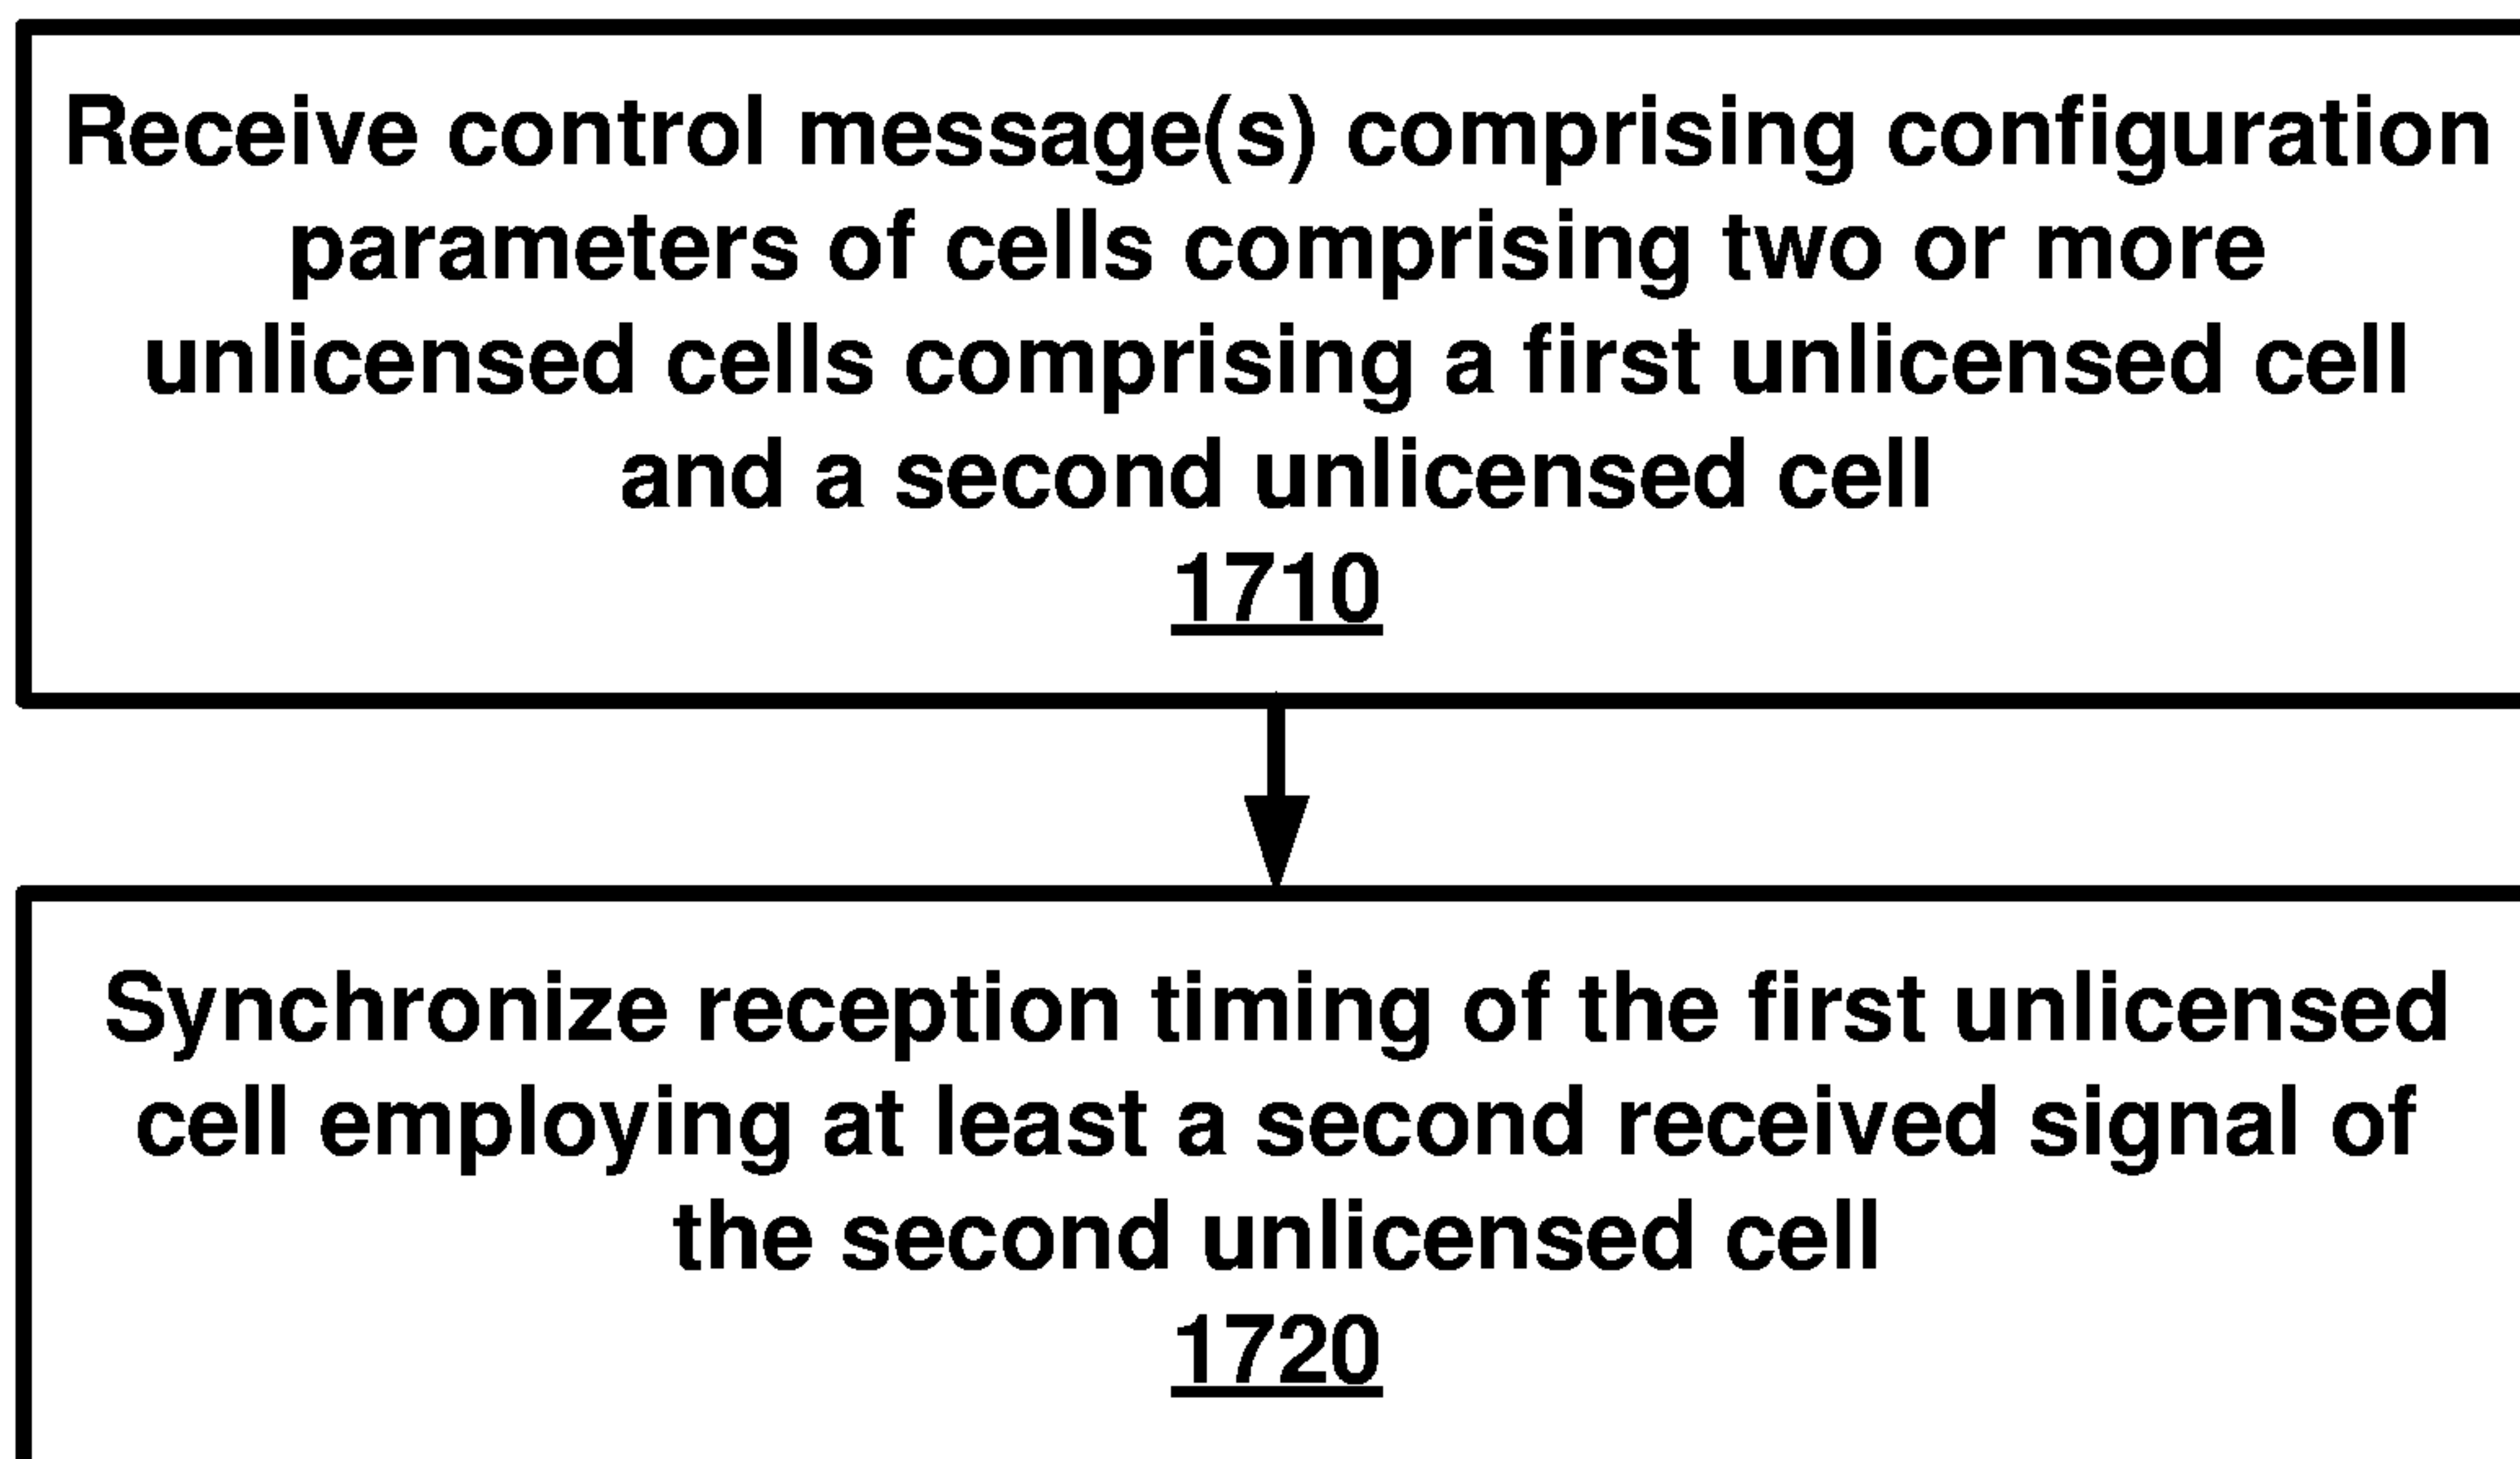 Receive control message(s) comprising configuration
parameters of cells comprising two or more
unlicensed cells comprising a first unlicensed cell
and a second unlicensed cell
1710
Synchronize reception timing of the first unlicensed
cell employing at least a second received signal of
the second unlicensed cell
1720